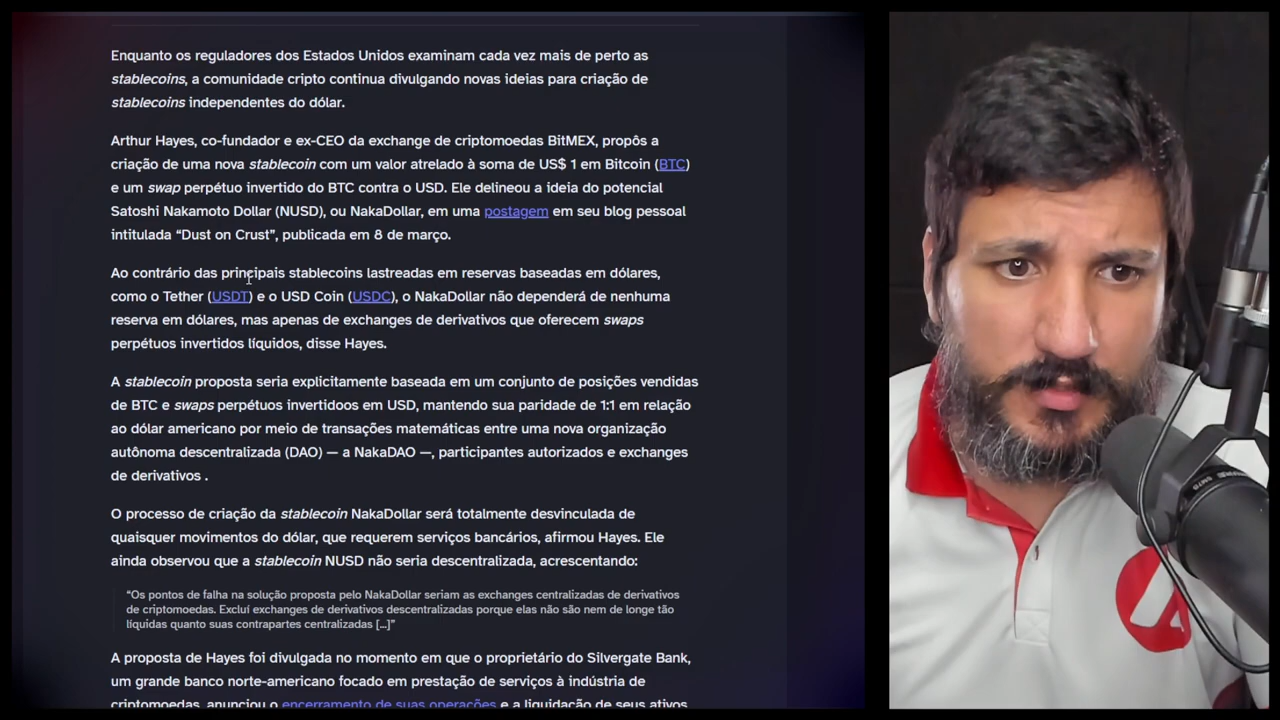 Enquanto os reguladores dos Estados Unidos examinam cada vez mais de perto as
stablecoins, a comunidade cripto continua divulgando novas ideias para criação de
stablecoins independentes do dólar.
Arthur Hayes, co-fundador e ex-CEO da exchange de criptomoedas BitMEX, propôs a
criação de uma nova stablecoin com um valor atrelado à soma de US$ 1 em Bitcoin (BTC)
e um swap perpétuo invertido do BTC contra o USD. Ele delineou a ideia do potencial
Satoshi Nakamoto Dollar (NUSD), ou NakaDollar, em uma postagem em seu blog pessoal
intitulada “Dust on Crust”, publicada em 8 de março.
Ao contrário das principais stablecoins lastreadas em reservas baseadas em dólares,
como o Tether (USDT) e o USD Coin (USDC), o NakaDollar não dependerá de nenhuma
reserva em dólares, mas apenas de exchanges de derivativos que oferecem swaps
perpétuos invertidos líquidos, disse Hayes.
A stablecoin proposta seria explicitamente baseada em um conjunto de posições vendidas
de BTC e swaps perpétuos invertidoos em USD, mantendo sua paridade de 1:1 em relação
ao dólar americano por meio de transações matemáticas entre uma nova organização
autônoma descentralizada (DAO) — a NakaDAO —, participantes autorizados e exchanges
de derivativos .
O processo de criação da stablecoin NakaDollar será totalmente desvinculada de
quaisquer movimentos do dólar, que requerem serviços bancários, afirmou Hayes. Ele
ainda observou que a stablecoin NUSD não seria descentralizada, acrescentando:
“Os pontos de falha na solução proposta pelo NakaDollar seriam as exchanges centralizadas de derivativos
de criptomoedas. Excluí exchanges de derivativos descentralizadas porque elas não são nem de longe tão
líquidas quanto suas contrapartes centralizadas [...]”
A proposta de Hayes foi divulgada no momento em que o proprietário do Silvergate Bank,
um grande banco norte-americano focado em prestação de serviços à indústria de
criptomoedas, anunciou o encerramento de suas operações e a liquidação de seus ativos